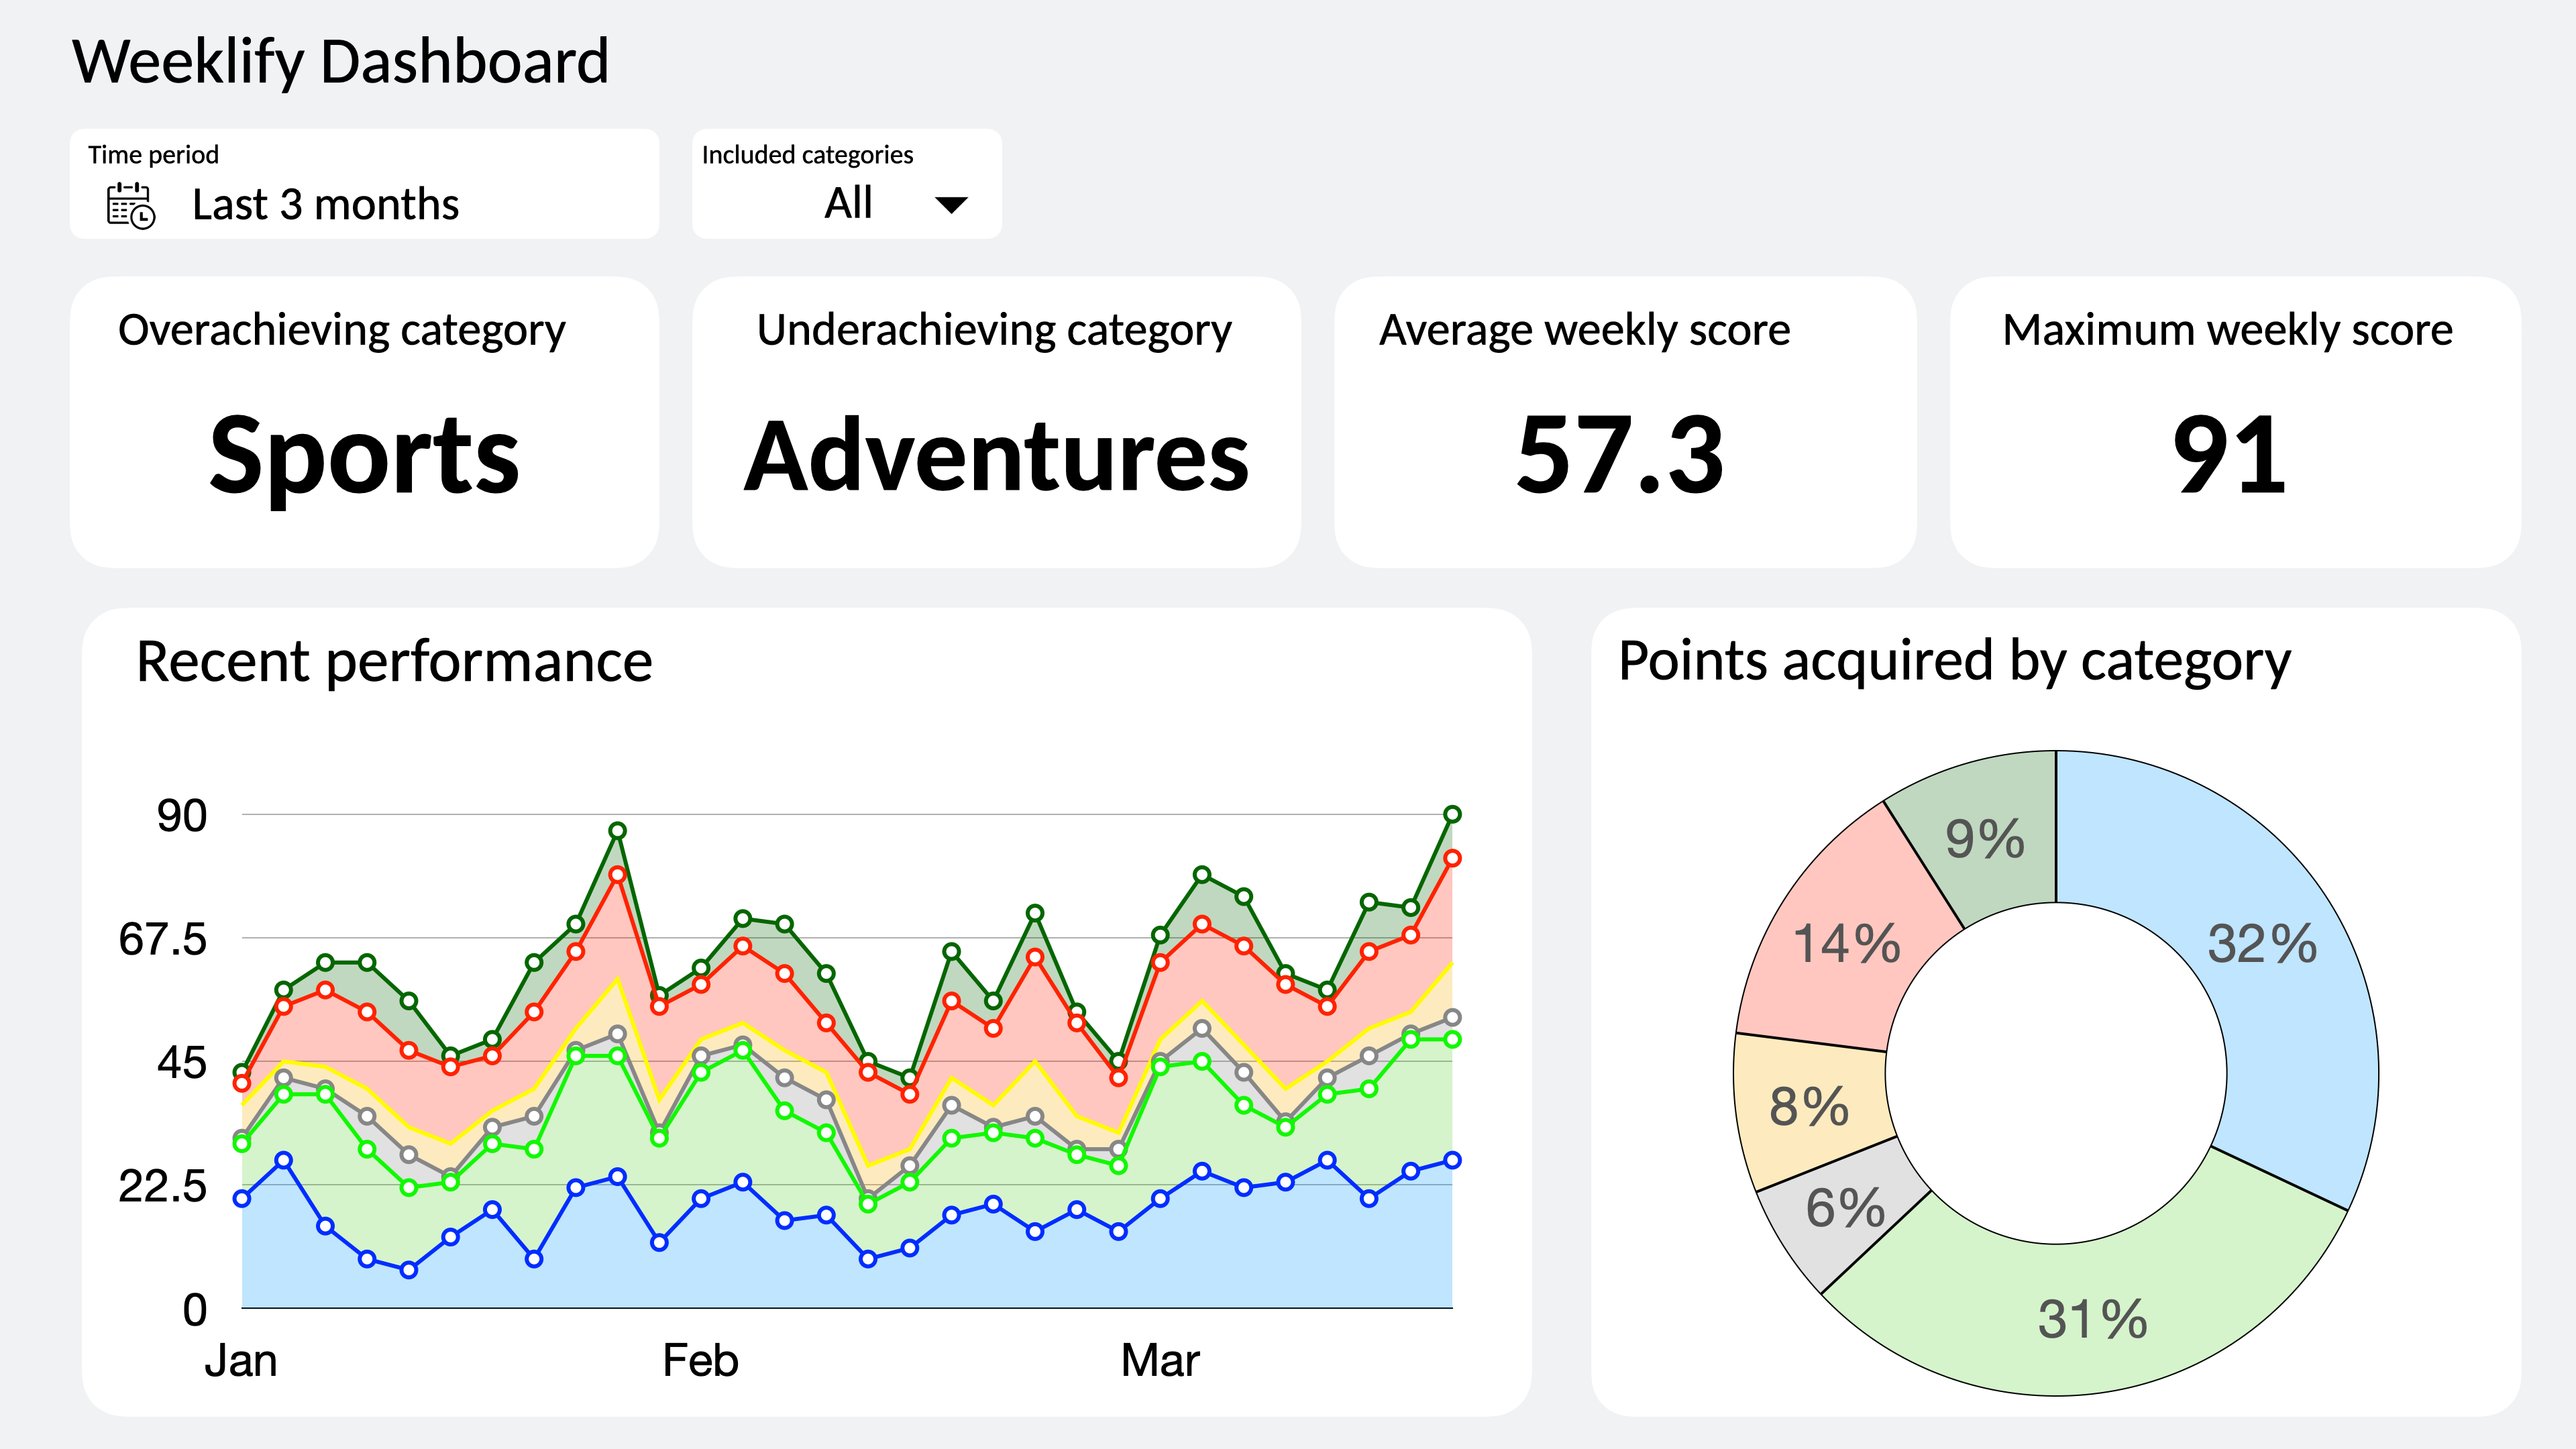 Weeklify Dashboard
Time period
Last 3 months
Included categories
All
Overachieving category
Sports
Underachieving category
Adventures
Average weekly score
57.3
Maximum weekly score
91
Recent performance
90
67.5
45
22.5
0
Jan Feb Mar
Points acquired by category
9%
32%
14%
8%
6%
31%